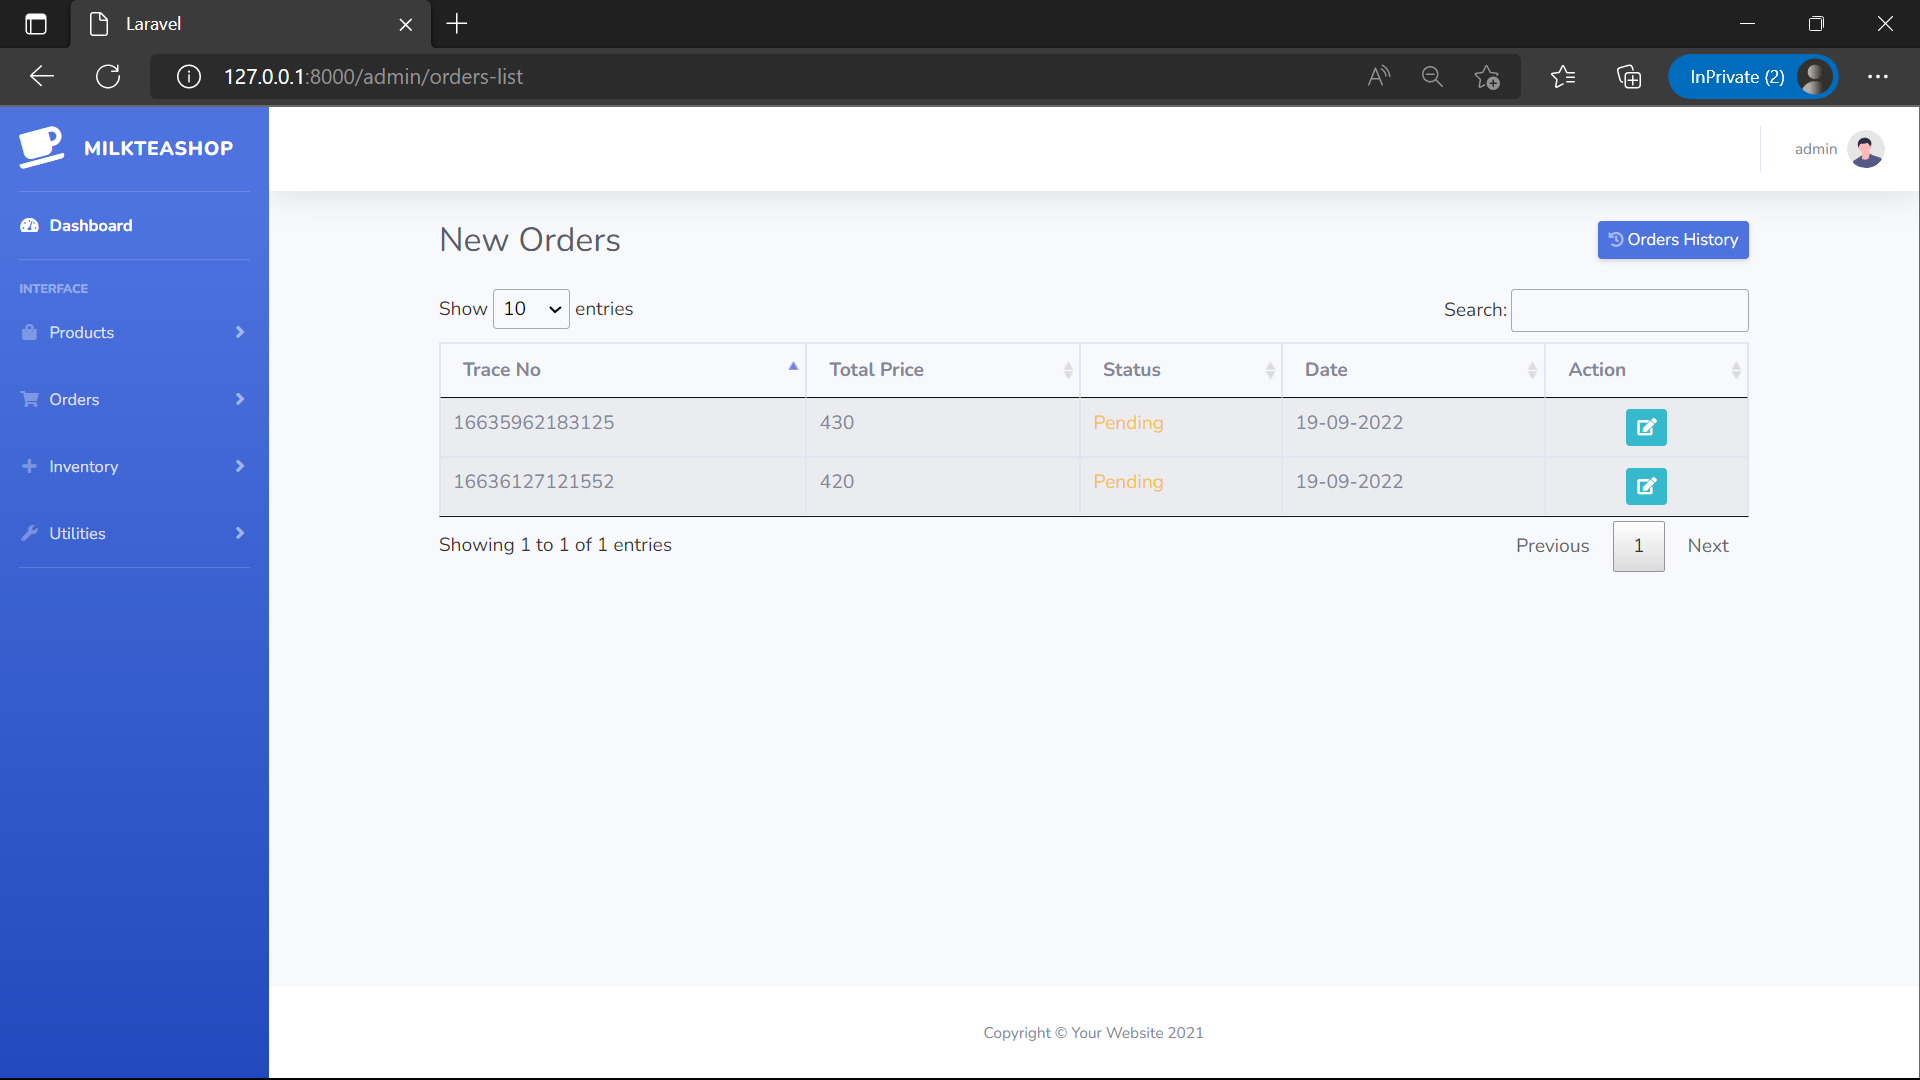 Laravel
127.0.0.1:8000/admin/orders-list
InPrivate (2)
MILKTEASHOP
admin
Dashboard
INTERFACE
Products
Orders
Inventory
Utilities
New Orders
Orders History
Show 10 entries
Search:
Trace No Total Price Status Date Action
16635962183125 430 Pending 19-09-2022
16636127121552 420 Pending 19-09-2022
Showing 1 to 1 of 1 entries
Previous 1 Next
Copyright © Your Website 2021